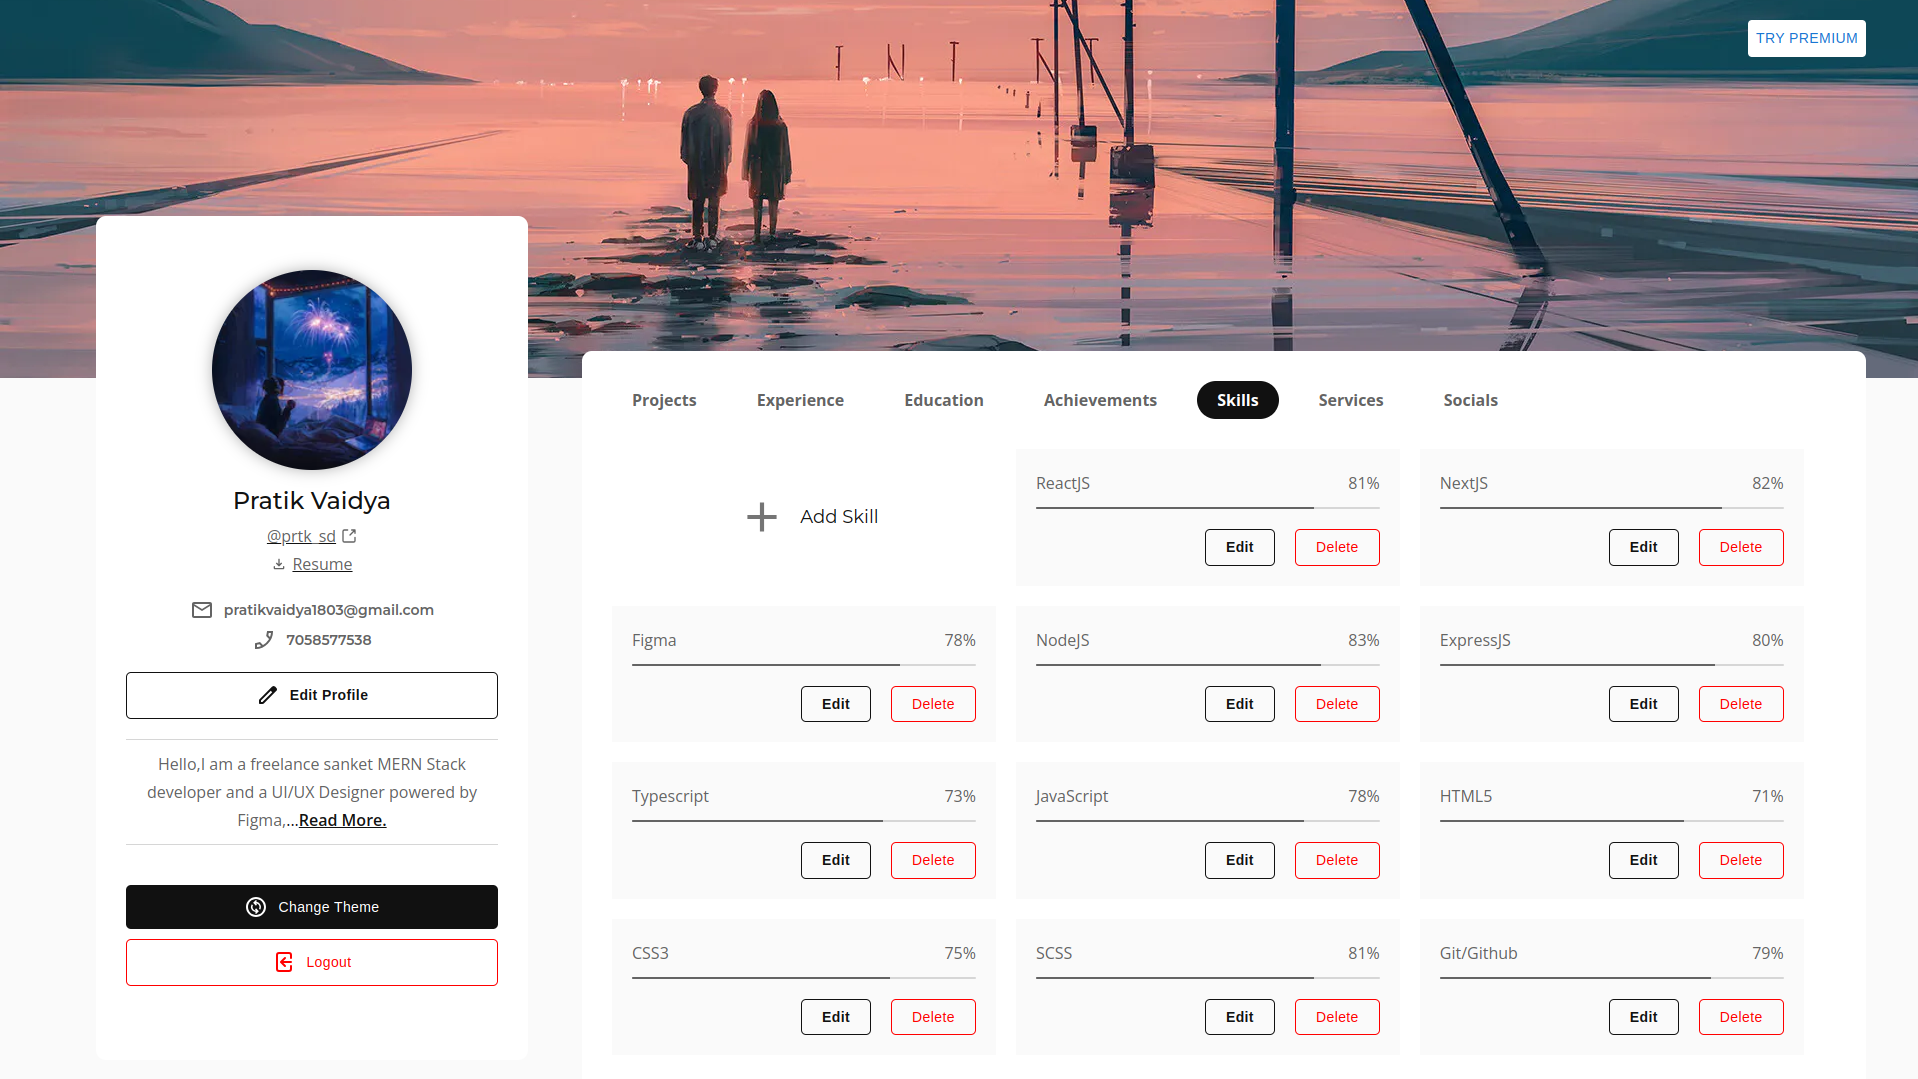 TRY PREMIUM
Pratik Vaidya
@prtk_sd
Resume
pratikvaidya1803@gmail.com
7058577538
Edit Profile
Hello,I am a freelance sanket MERN Stack
developer and a UI/UX Designer powered by
Figma,...Read More.
Change Theme
Logout
Projects Experience Education Achievements Skills Services Socials
Add Skill
ReactJS 81%
Edit Delete
NextJS 82%
Edit Delete
Figma 78%
Edit Delete
NodeJS 83%
Edit Delete
ExpressJS 80%
Edit Delete
Typescript 73%
Edit Delete
JavaScript 78%
Edit Delete
HTML5 71%
Edit Delete
CSS3 75%
Edit Delete
SCSS 81%
Edit Delete
Git/Github 79%
Edit Delete